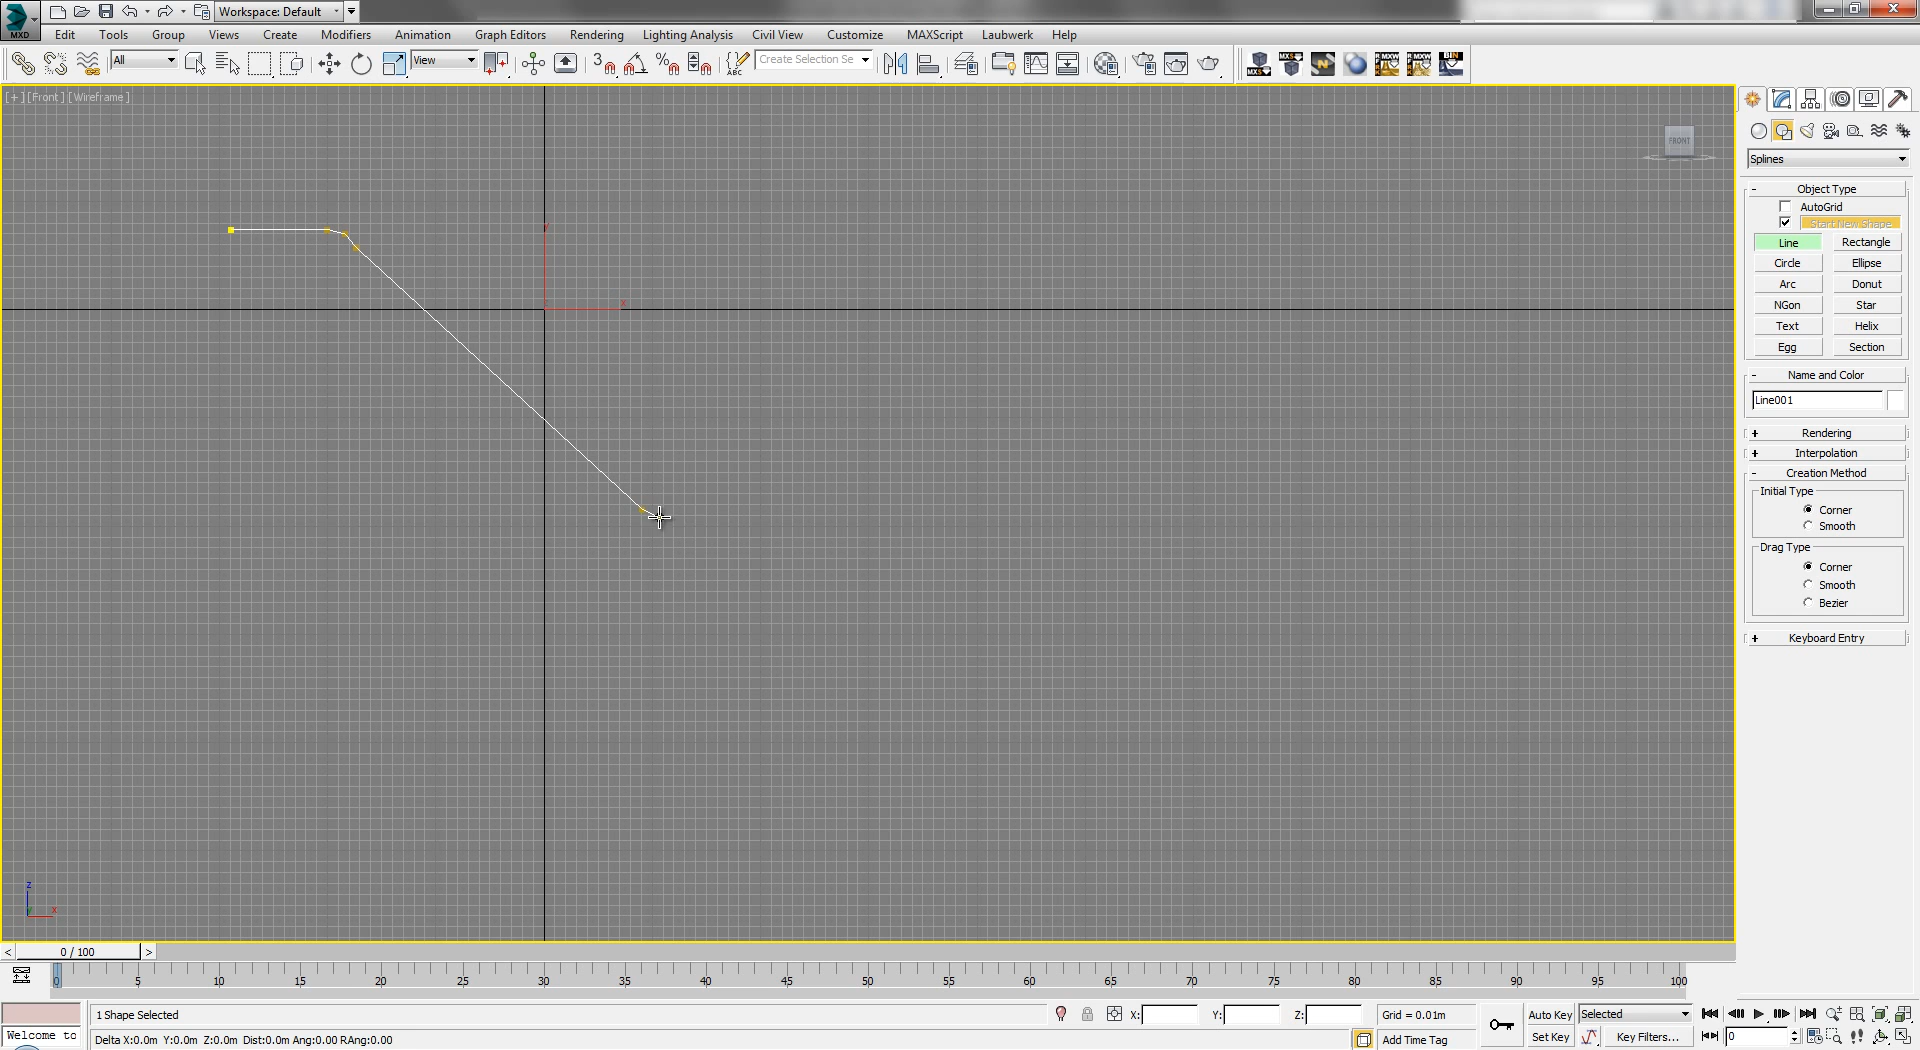 MXD
Workspace: Default
Edit Tools Group Views Create Modifiers Animation Graph Editors Rendering Lighting Analysis Civil View Customize MAXScript Laubwerk Help
All
View
3
%
ABC
Create Selection Se
[+][Front][Wireframe]
FRONT
y
x
z
x
Splines
- Object Type
AutoGrid
Start New Shape
Line Rectangle
Circle Ellipse
Arc Donut
NGon Star
Text Helix
Egg Section
- Name and Color
Line001
+ Rendering
+ Interpolation
- Creation Method
Initial Type
Corner
Smooth
Drag Type
Corner
Smooth
Bezier
+ Keyboard Entry
< 0 / 100 >
0 5 10 15 20 25 30 35 40 45 50 55 60 65 70 75 80 85 90 95 100
1 Shape Selected
X: Y: Z:
Grid = 0.01m
Auto Key
Selected
Welcome to
Delta X:0.0m Y:0.0m Z:0.0m Dist:0.0m Ang:0.00 RAng:0.00
Add Time Tag
Set Key
Key Filters...
0